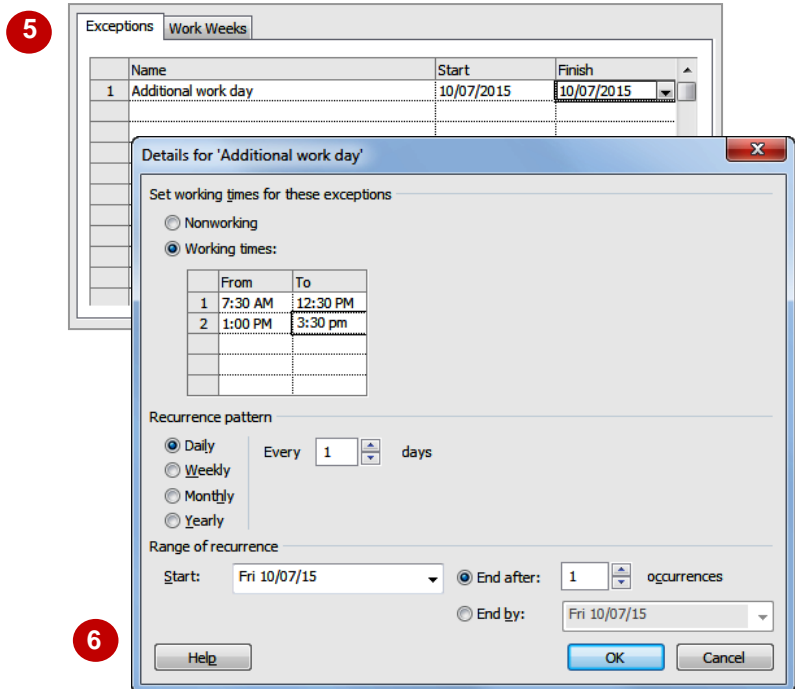 5
Exceptions Work Weeks
Name Start Finish
1 Additional work day 10/07/2015 10/07/2015
Details for 'Additional work day'
x
Set working times for these exceptions
Nonworking
Working times:
From To
1 7:30 AM 12:30 PM
2 1:00 PM 3:30 pm
Recurrence pattern
Daily Every 1 days
Weekly
Monthly
Yearly
Range of recurrence
Start: Fri 10/07/15 End after: 1 occurrences
End by: Fri 10/07/15
6
Help OK Cancel